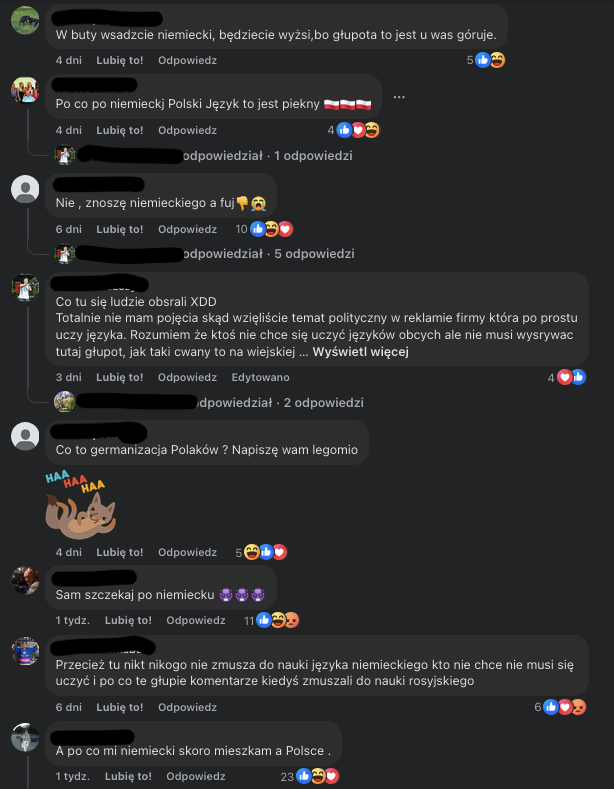 W buty wsadzcie niemiecki, będziecie wyżsi,bo głupota to jest u was góruje.
4 dni Lubię to! Odpowiedz 5
Po co po niemieckj Polski Język to jest piekny 🇵🇱🇵🇱🇵🇱
4 dni Lubię to! Odpowiedz 4
odpowiedział · 1 odpowiedzi
Nie , znoszę niemieckiego a fuj👎😭
6 dni Lubię to! Odpowiedz 10
odpowiedział · 5 odpowiedzi
Co tu się ludzie obsrali XDD
Totalnie nie mam pojęcia skąd wzięliście temat polityczny w reklamie firmy która po prostu
uczy języka. Rozumiem że ktoś nie chce się uczyć języków obcych ale nie musi wysrywac
tutaj głupot, jak taki cwany to na wiejskiej ... Wyświetl więcej
3 dni Lubię to! Odpowiedz Edytowano 4
dpowiedział · 2 odpowiedzi
Co to germanizacja Polaków ? Napiszę wam legomio
HAA
HAA
HAA
4 dni Lubię to! Odpowiedz 5
Sam szczekaj po niemiecku
1 tydz. Lubię to! Odpowiedz 11
Przecież tu nikt nikogo nie zmusza do nauki języka niemieckiego kto nie chce nie musi się
uczyć i po co te głupie komentarze kiedyś zmuszali do nauki rosyjskiego
6 dni Lubię to! Odpowiedz 6
A po co mi niemiecki skoro mieszkam a Polsce .
1 tydz. Lubię to! Odpowiedz 23